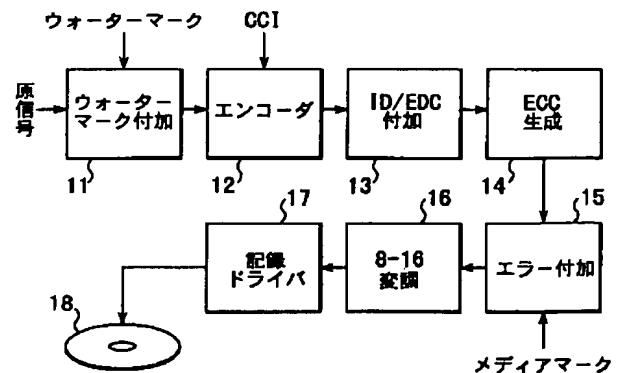 ウォーターマーク
CCI
原信号
ウォーター
マーク付加
エンコーダ
ID/EDC
付加
ECC
生成
11
12
13
14
17
16
15
記録
ドライバ
8-16
変調
エラー付加
18
メディアマーク